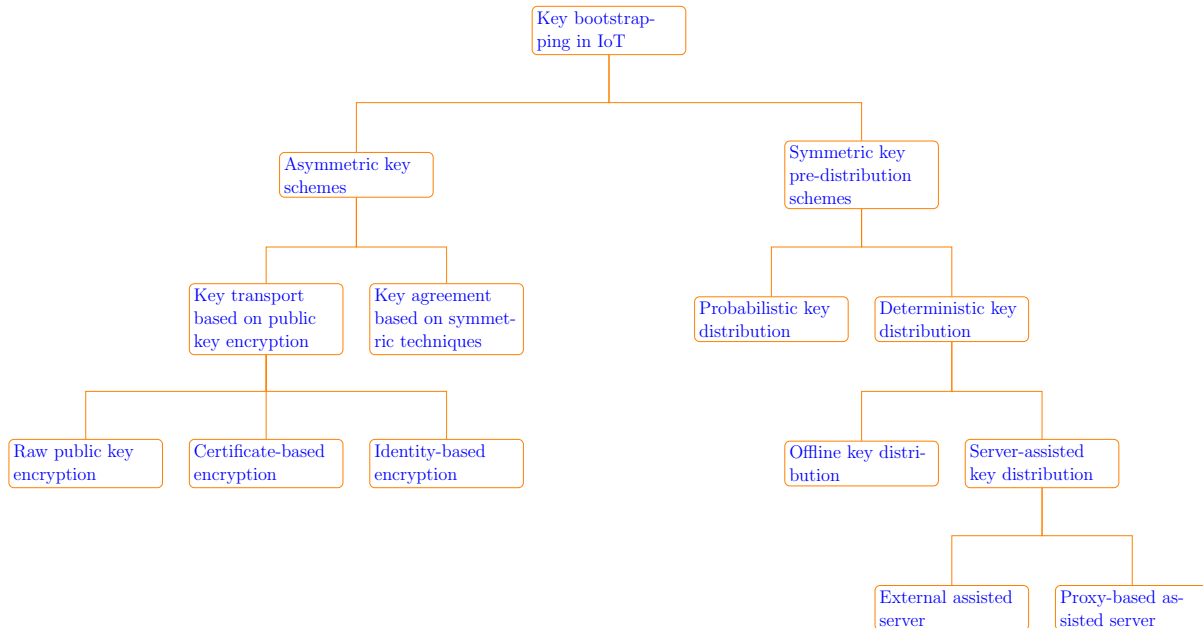 Key bootstrap-
ping in IoT
Asymmetric key
schemes
Symmetric key
pre-distribution
schemes
Key transport
based on public
key encryption
Key agreement
based on symmet-
ric techniques
Probabilistic key
distribution
Deterministic key
distribution
Raw public key
encryption
Certificate-based
encryption
Identity-based
encryption
Offline key distri-
bution
Server-assisted
key distribution
External assisted
server
Proxy-based as-
sisted server